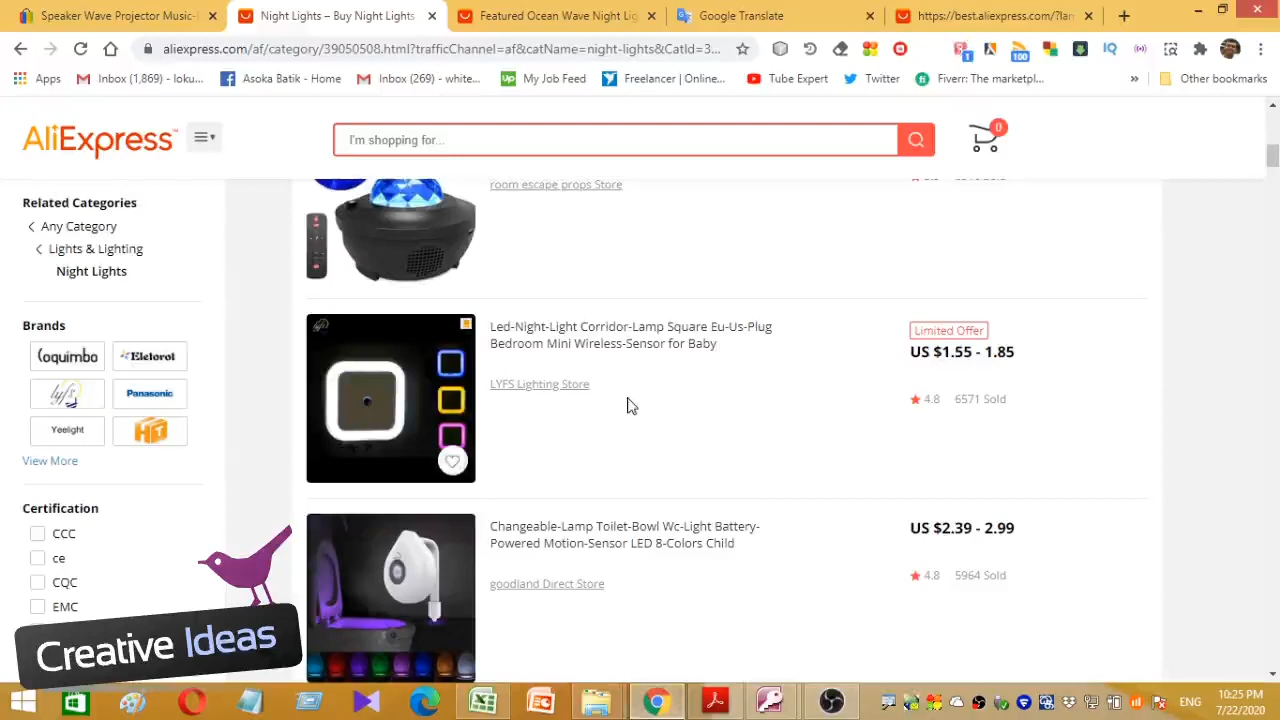 Speaker Wave Projector Music-
Night Lights – Buy Night Lights
Featured Ocean Wave Night Lig
Google Translate
https://best.aliexpress.com/?lan
aliexpress.com/af/category/39050508.html?trafficChannel=af&catName=night-lights&CatId=3...
Apps
Inbox (1,869) - loku...
Asoka Batik - Home
Inbox (269) - white...
My Job Feed
Freelancer | Online...
Tube Expert
Twitter
Fiverr: The marketpl...
»
Other bookmarks
AliExpress
I'm shopping for...
0
Related Categories
< Any Category
< Lights & Lighting
Night Lights
Brands
Coquimbo
Eletorot
lyfs
Panasonic
Yeelight
HT
View More
Certification
CCC
ce
CQC
EMC
room escape props Store
Led-Night-Light Corridor-Lamp Square Eu-Us-Plug
Bedroom Mini Wireless-Sensor for Baby
LYFS Lighting Store
Limited Offer
US $1.55 - 1.85
4.8 6571 Sold
Changeable-Lamp Toilet-Bowl Wc-Light Battery-
Powered Motion-Sensor LED 8-Colors Child
goodland Direct Store
US $2.39 - 2.99
4.8 5964 Sold
Creative Ideas
ENG
10:25 PM
7/22/2020